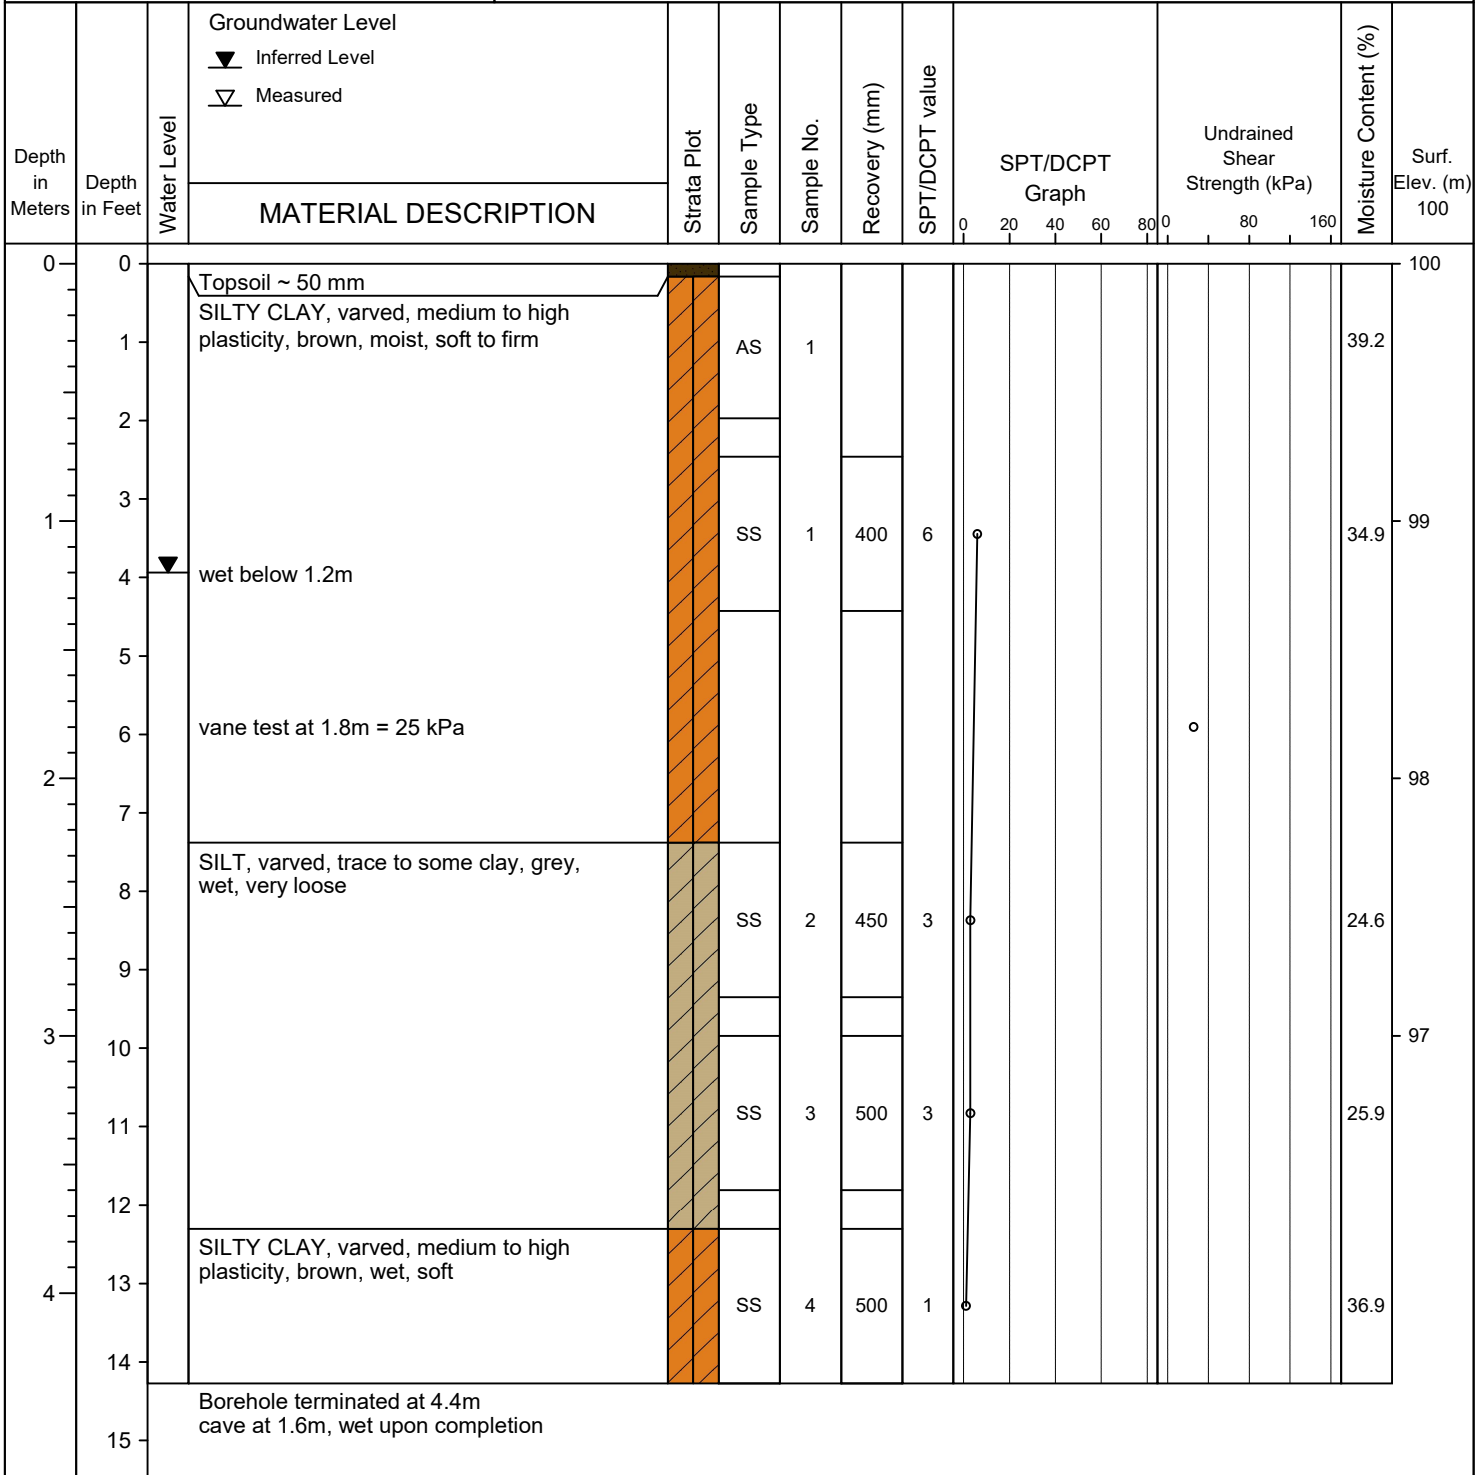 Groundwater Level
Inferred Level
Measured
Depth
in
Meters
Depth
in Feet
Water Level
MATERIAL DESCRIPTION
Strata Plot
Sample Type
Sample No.
Recovery (mm)
SPT/DCPT value
SPT/DCPT
Graph
0 20 40 60 80
Undrained
Shear
Strength (kPa)
0 80 160
Moisture Content (%)
Surf.
Elev. (m)
100
0 0 100
Topsoil ~ 50 mm
SILTY CLAY, varved, medium to high
plasticity, brown, moist, soft to firm
1 AS 1 39.2
2
3
1 99
SS 1 400 6 34.9
4 wet below 1.2m
5
6 vane test at 1.8m = 25 kPa
2 98
7
SILT, varved, trace to some clay, grey,
wet, very loose
8
SS 2 450 3 24.6
9
3 97
10
11 SS 3 500 3 25.9
12
SILTY CLAY, varved, medium to high
plasticity, brown, wet, soft
13
4
SS 4 500 1 36.9
14
Borehole terminated at 4.4m
cave at 1.6m, wet upon completion
15